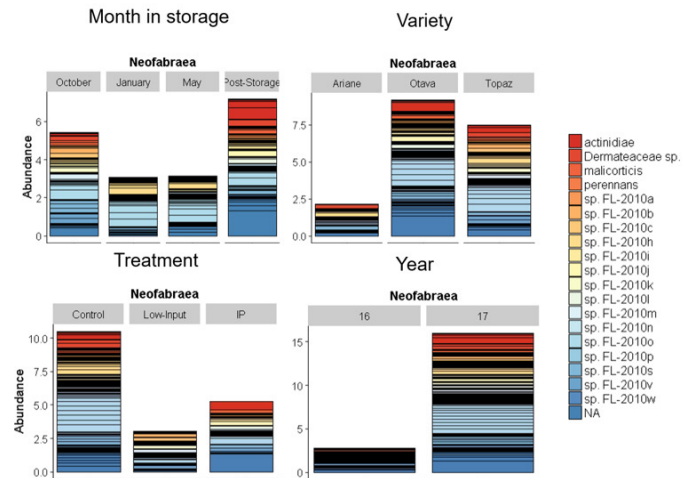 Month in storage
Variety
Neofabraea
Neofabraea
October January May Post-Storage
Ariane Otava Topaz
Abundance
6
4
2
0
7.5
5.0
2.5
0.0
Treatment
Year
Neofabraea
Neofabraea
Control Low-Input IP
16 17
Abundance
10.0
7.5
5.0
2.5
0.0
15
10
5
0
actinidiae
Dermateaceae sp.
malicorticis
perennans
sp. FL-2010a
sp. FL-2010b
sp. FL-2010c
sp. FL-2010h
sp. FL-2010i
sp. FL-2010j
sp. FL-2010k
sp. FL-2010l
sp. FL-2010m
sp. FL-2010n
sp. FL-2010o
sp. FL-2010p
sp. FL-2010s
sp. FL-2010v
sp. FL-2010w
NA